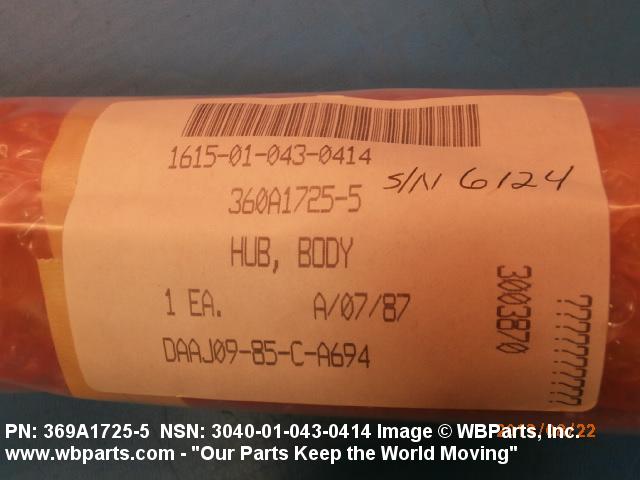 1615-01-043-0414
S/N 6124
360A1725-5
HUB, BODY
1 EA. A/07/87
DAAJ09-85-C-A694
3003870
??????????
PN: 369A1725-5 NSN: 3040-01-043-0414 Image © WBParts, Inc.
www.wbparts.com - "Our Parts Keep the World Moving"